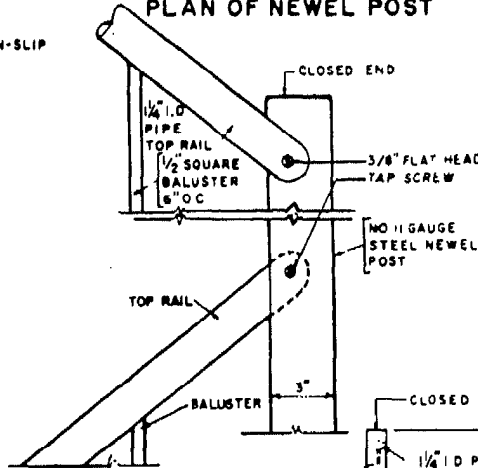 PLAN OF NEWEL POST
N-SLIP
CLOSED END
1¼" I.D
PIPE
TOP RAIL
1/2" SQUARE
BALUSTER
6" O C
3/8" FLAT HEAD
TAP SCREW
NO 11 GAUGE
STEEL NEWEL
POST
TOP RAIL
3"
BALUSTER
CLOSED
1¼" I D P